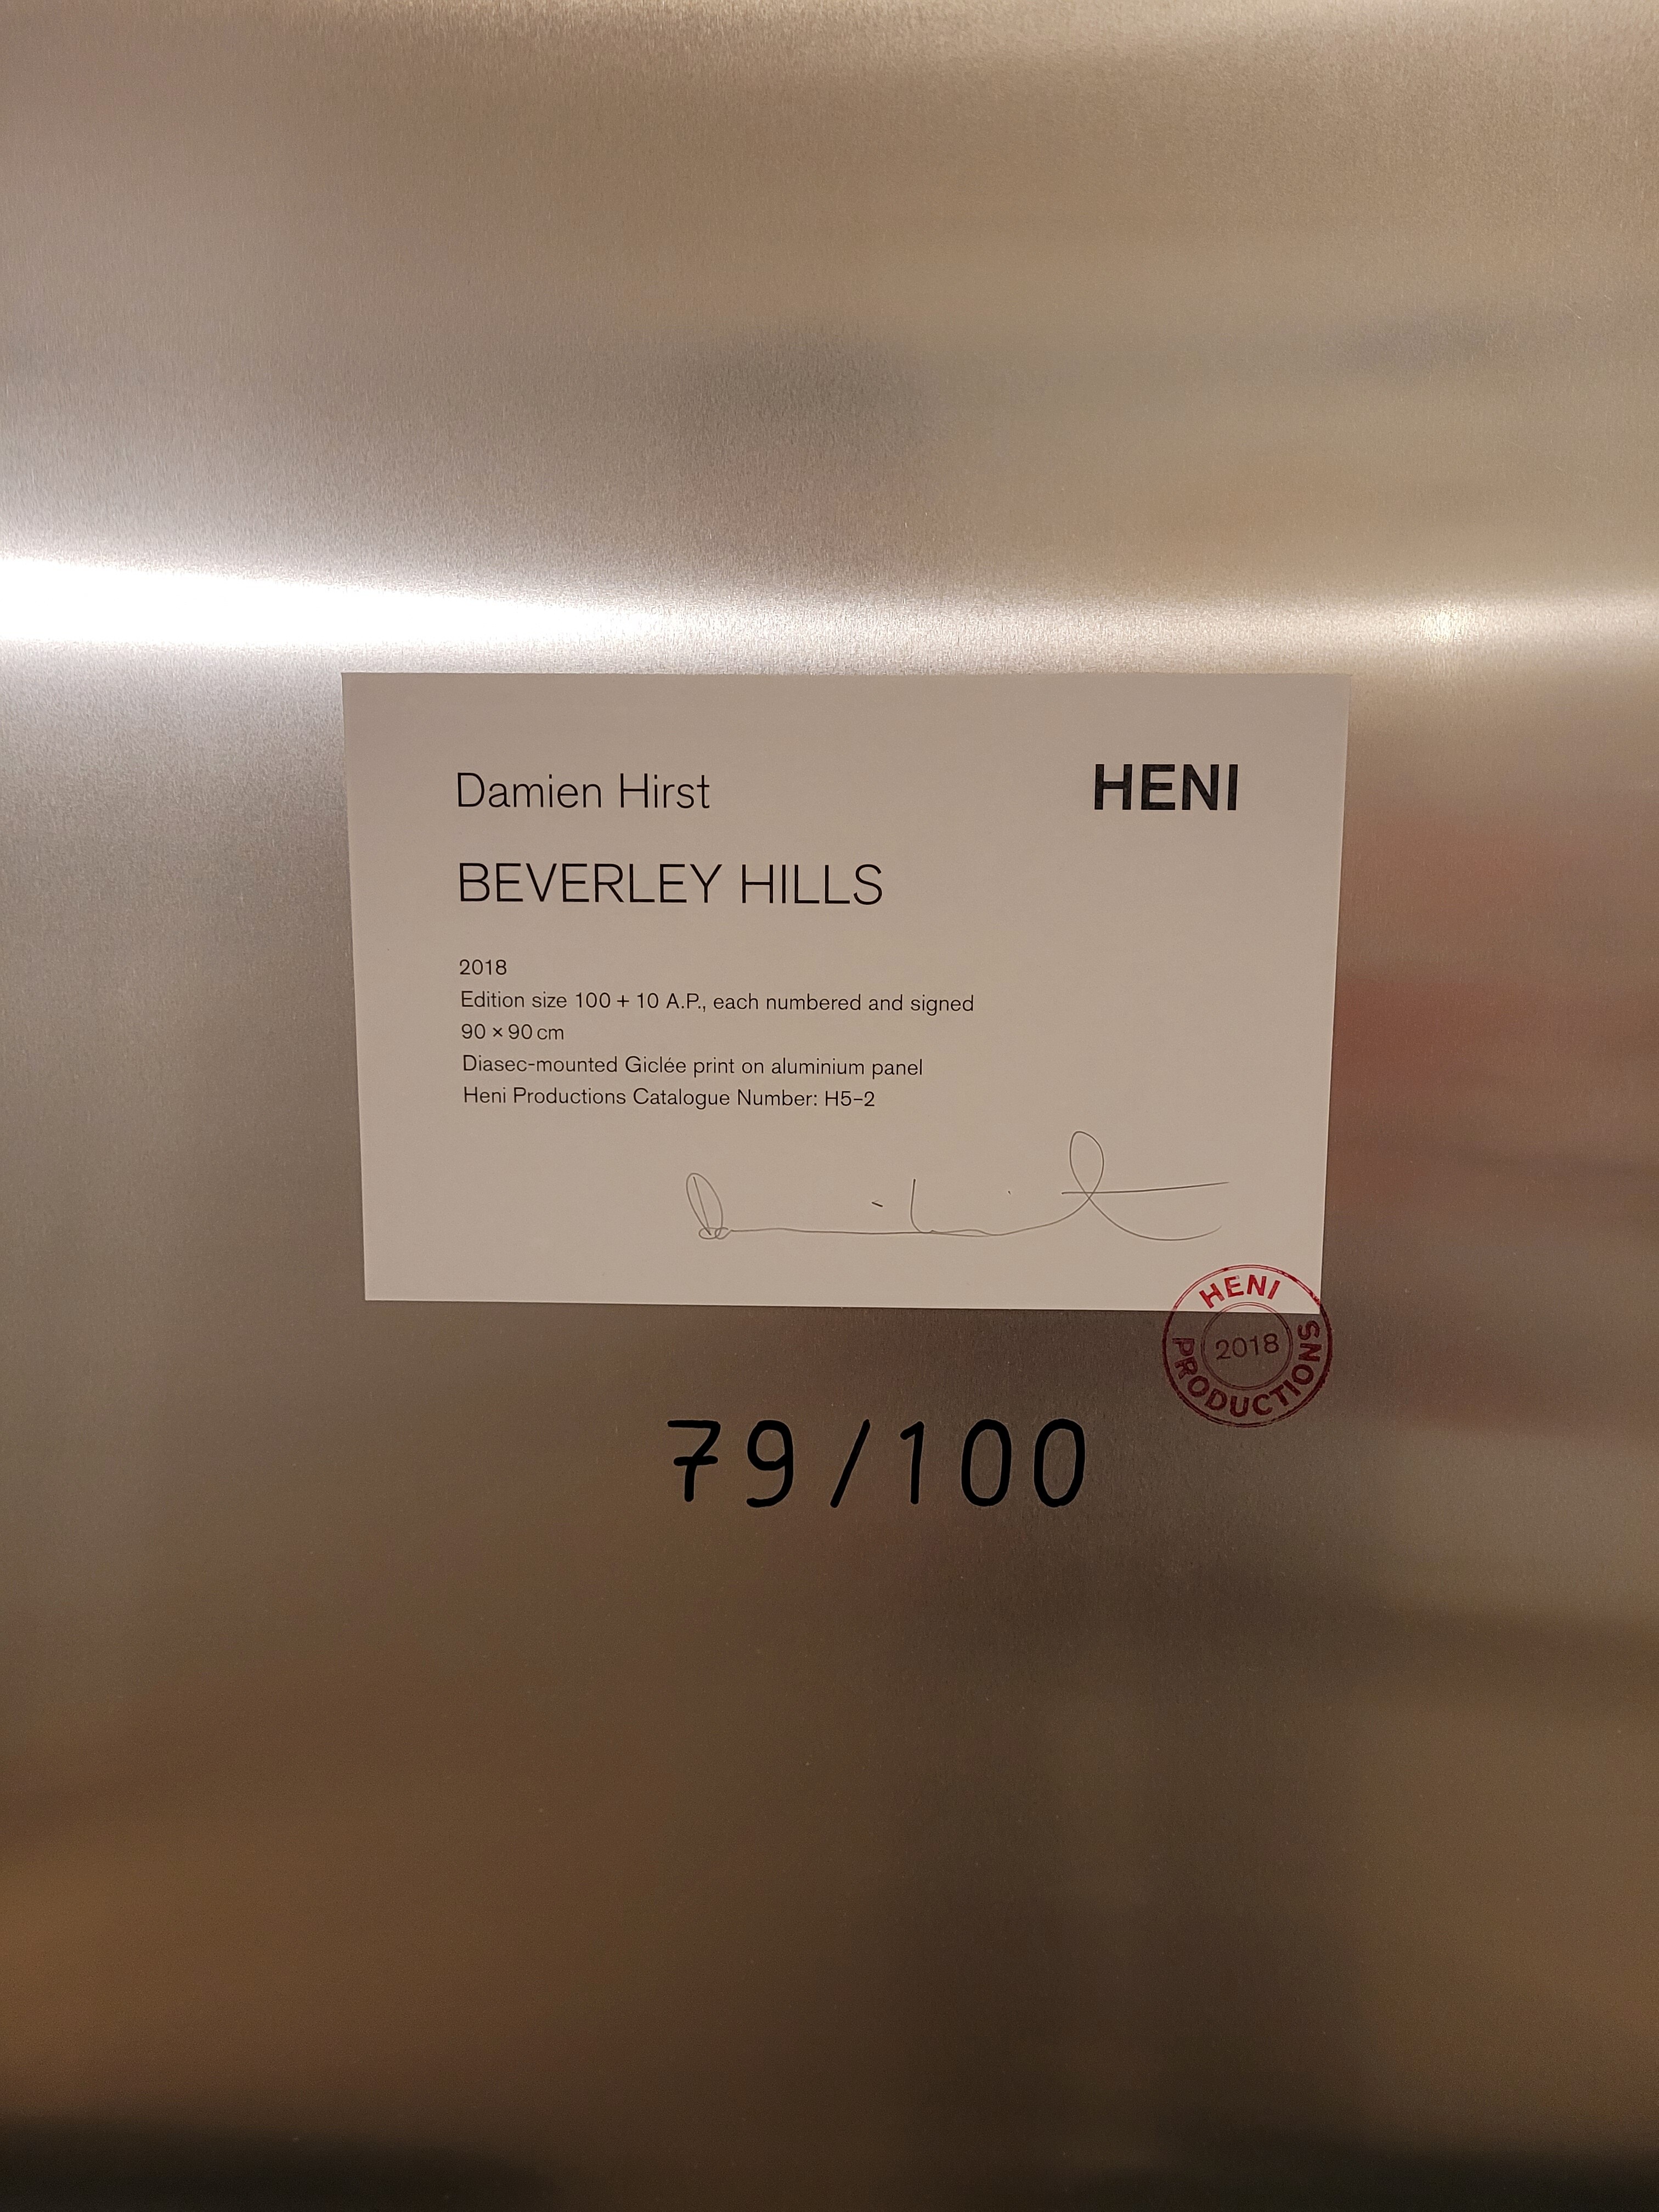 Damien Hirst
HENI
BEVERLEY HILLS
2018
Edition size 100 + 10 A.P., each numbered and signed
90 × 90 cm
Diasec-mounted Giclée print on aluminium panel
Heni Productions Catalogue Number: H5–2
HENI
2018
PRODUCTIONS
79/100